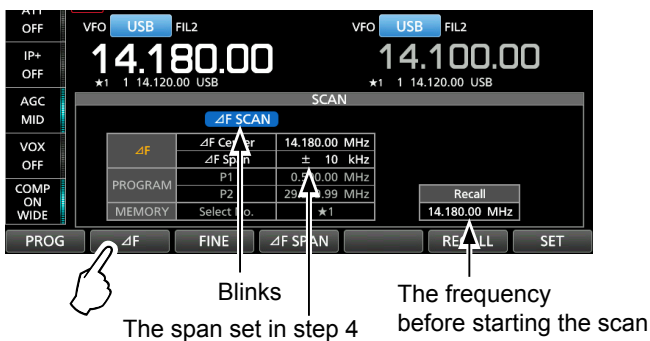 ATT
OFF
IP+
OFF
AGC
MID
VOX
OFF
COMP
ON
WIDE
VFO USB FIL2
14.180.00
★1 1 14.120.00 USB
VFO USB FIL2
14.100.00
★1 1 14.120.00 USB
SCAN
⊿F SCAN
⊿F ⊿F Center 14.180.00 MHz
⊿F Span ± 10 kHz
PROGRAM P1 MHz
P2 MHz
MEMORY Select No. ★1
Recall
14.180.00 MHz
PROG ⊿F FINE ⊿F SPAN RECALL SET
Blinks
The span set in step 4
The frequency
before starting the scan